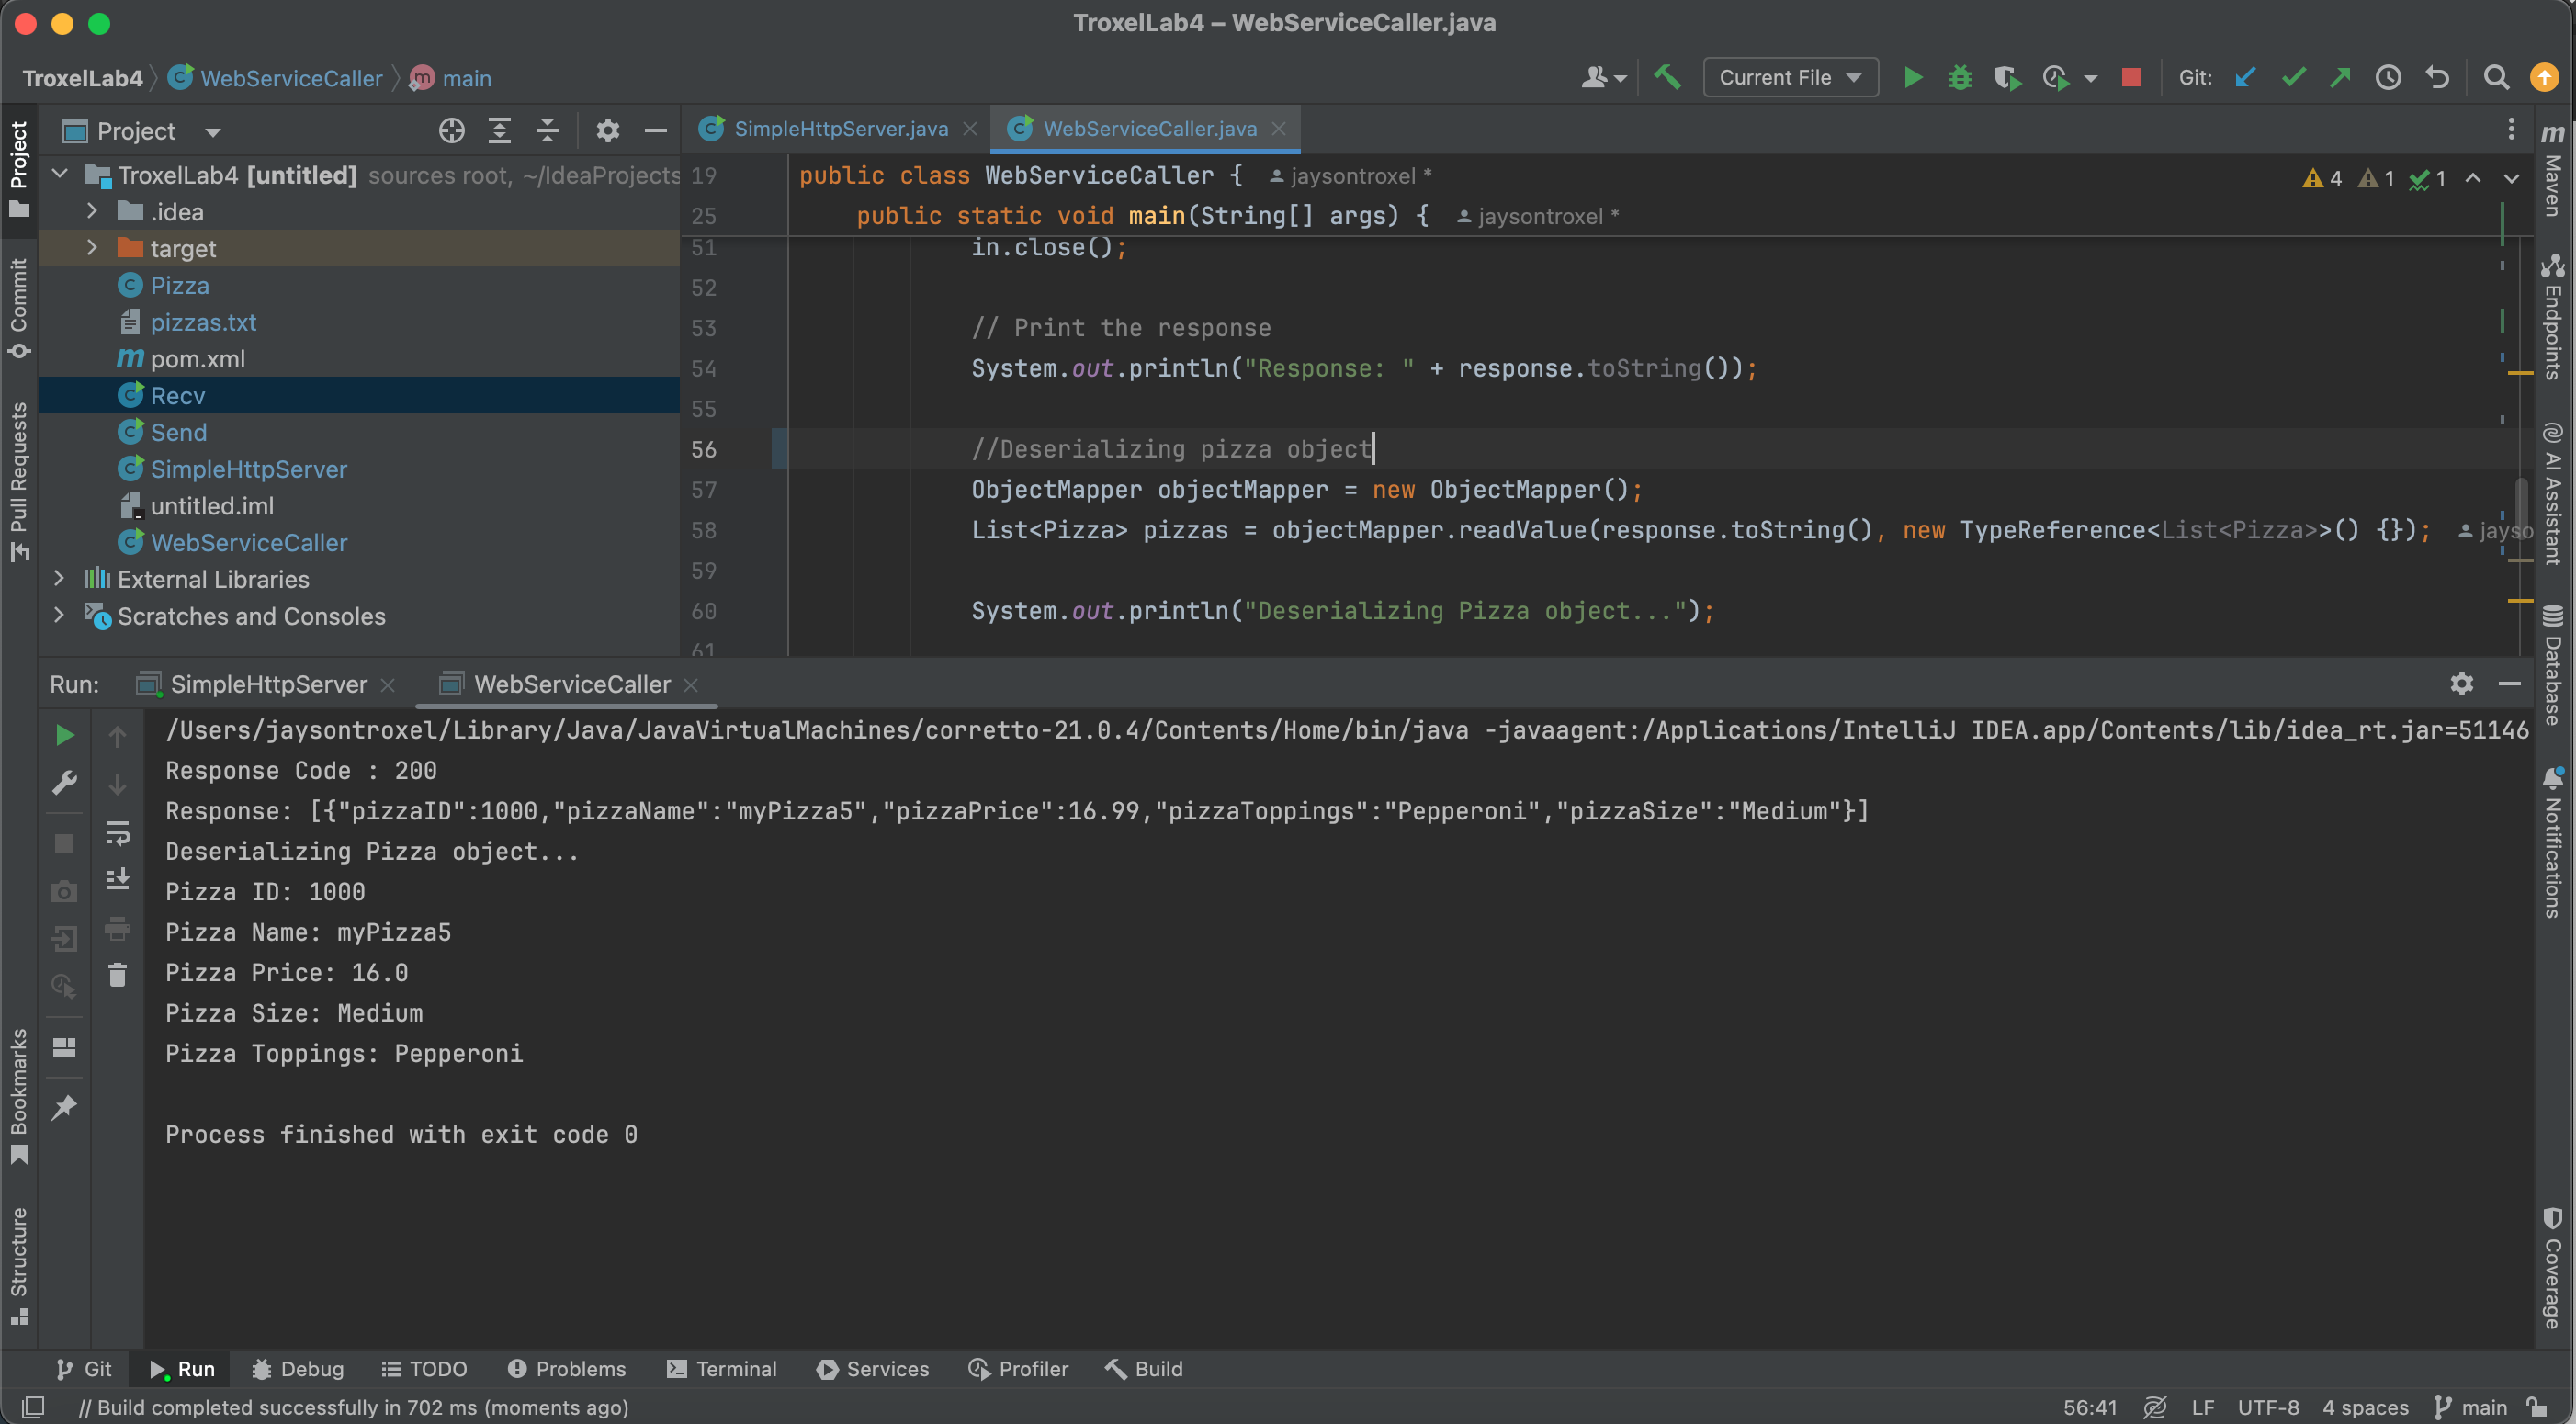 TroxelLab4 – WebServiceCaller.java
TroxelLab4 WebServiceCaller main
Current File Git:
Project
SimpleHttpServer.java WebServiceCaller.java
TroxelLab4 [untitled] sources root, ~/IdeaProjects
.idea
target
Pizza
pizzas.txt
pom.xml
Recv
Send
SimpleHttpServer
untitled.iml
WebServiceCaller
External Libraries
Scratches and Consoles
19 public class WebServiceCaller { jaysontroxel *
4 1 1
25 public static void main(String[] args) { jaysontroxel *
51 in.close();
52
53 // Print the response
54 System.out.println("Response: " + response.toString());
55
56 //Deserializing pizza object
57 ObjectMapper objectMapper = new ObjectMapper();
58 List<Pizza> pizzas = objectMapper.readValue(response.toString(), new TypeReference<List<Pizza>>() {}); jayso
59
60 System.out.println("Deserializing Pizza object...");
61
Run: SimpleHttpServer WebServiceCaller
/Users/jaysontroxel/Library/Java/JavaVirtualMachines/corretto-21.0.4/Contents/Home/bin/java -javaagent:/Applications/IntelliJ IDEA.app/Contents/lib/idea_rt.jar=51146
Response Code : 200
Response: [{"pizzaID":1000,"pizzaName":"myPizza5","pizzaPrice":16.99,"pizzaToppings":"Pepperoni","pizzaSize":"Medium"}]
Deserializing Pizza object...
Pizza ID: 1000
Pizza Name: myPizza5
Pizza Price: 16.0
Pizza Size: Medium
Pizza Toppings: Pepperoni
Process finished with exit code 0
Project
Commit
Pull Requests
Bookmarks
Structure
m Maven
Endpoints
AI Assistant
Database
Notifications
Coverage
Git Run Debug TODO Problems Terminal Services Profiler Build
// Build completed successfully in 702 ms (moments ago)
56:41 LF UTF-8 4 spaces main